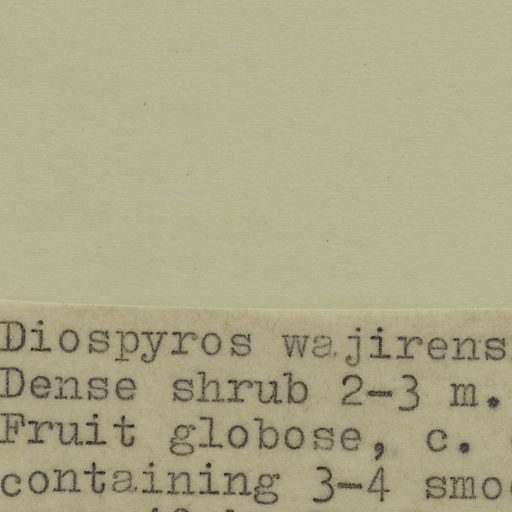 Diospyros wajirens
Dense shrub 2-3 m.
Fruit globose, c.
containing 3-4 smo